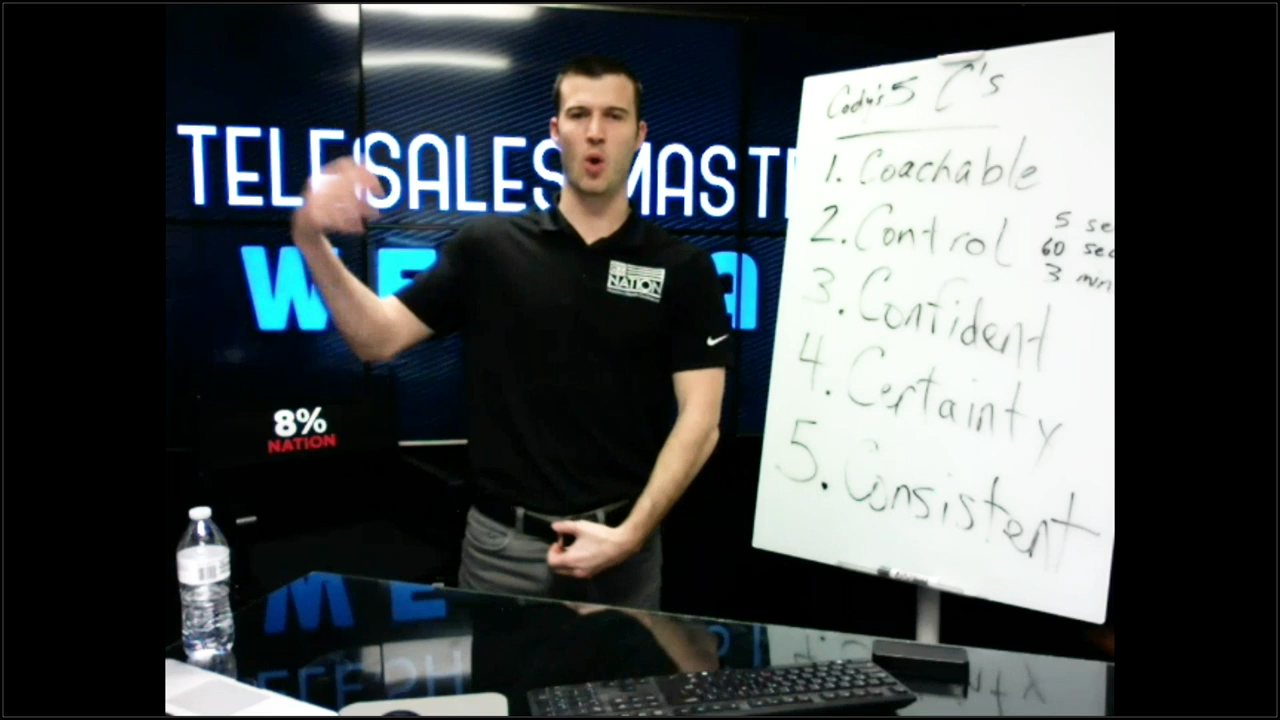 TELESALES MAST
WE
8%
NATION
NATION
Cody's 5 C's
1. Coachable
2. Control
5 se
60 sec
3 min
3. Confident
4. Certainty
5. Consistent